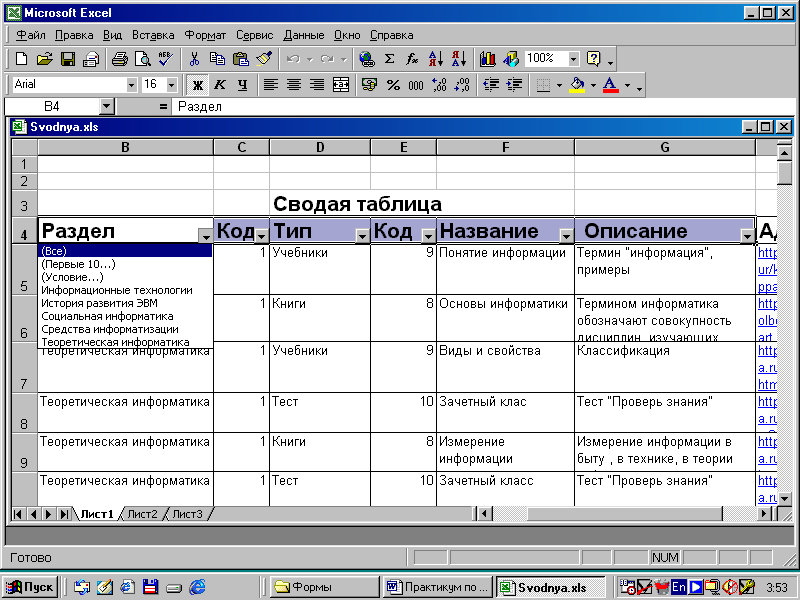 Microsoft Excel
Файл Правка Вид Вставка Формат Сервис Данные Окно Справка
100%
Arial 16 Ж К Ч % 000
B4 = Раздел
Svodnya.xls
B C D E F G
1
2
3 Сводая таблица
4 Раздел Код Тип Код Название Описание Ад
(Все)
(Первые 10...)
(Условие...)
Информационные технологии
История развития ЭВМ
Социальная информатика
Средства информатизации
Теоретическая информатика
5 1 Учебники 9 Понятие информации Термин "информация", примеры http ur/k ppa
6 1 Книги 8 Основы информатики Термином информатика обозначают совокупность дисциплин, изучающих http olbe art
7 Теоретическая информатика 1 Учебники 9 Виды и свойства Классификация http a.ru htm
8 Теоретическая информатика 1 Тест 10 Зачетный клас Тест "Проверь знания" http a.ru
9 Теоретическая информатика 1 Книги 8 Измерение информации Измерение информации в быту , в технике, в теории http a.ru
Теоретическая информатика 1 Тест 10 Зачетный класс Тест "Проверь знания" http a.ru
Лист1 Лист2 Лист3
Готово NUM
Пуск Формы Практикум по ... Svodnya.xls En 3:53